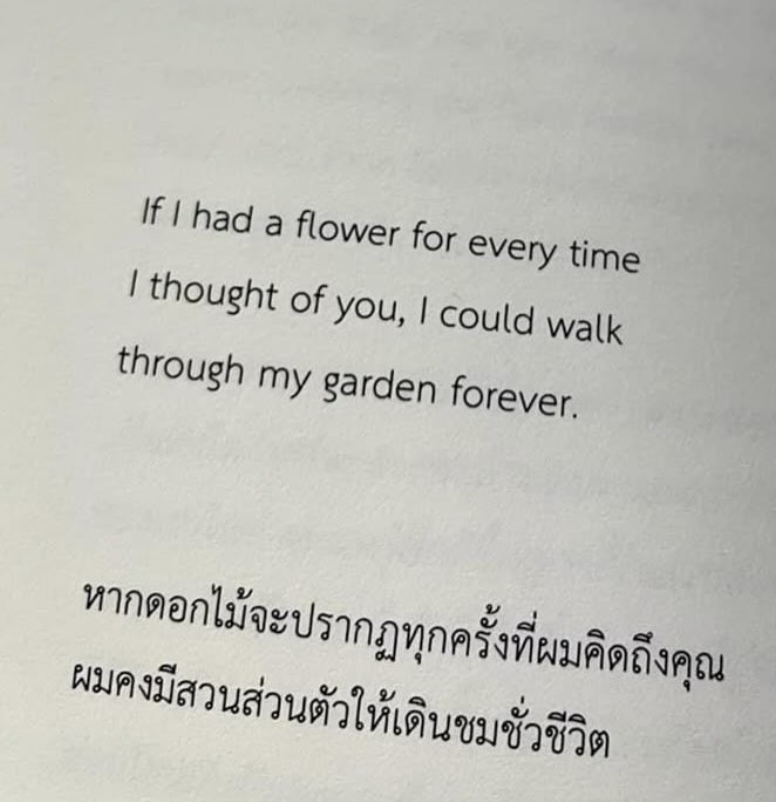 If I had a flower for every time
I thought of you, I could walk
through my garden forever.
หากดอกไม้จะปรากฏทุกครั้งที่ผมคิดถึงคุณ
ผมคงมีสวนส่วนตัวให้เดินชมชั่วชีวิต